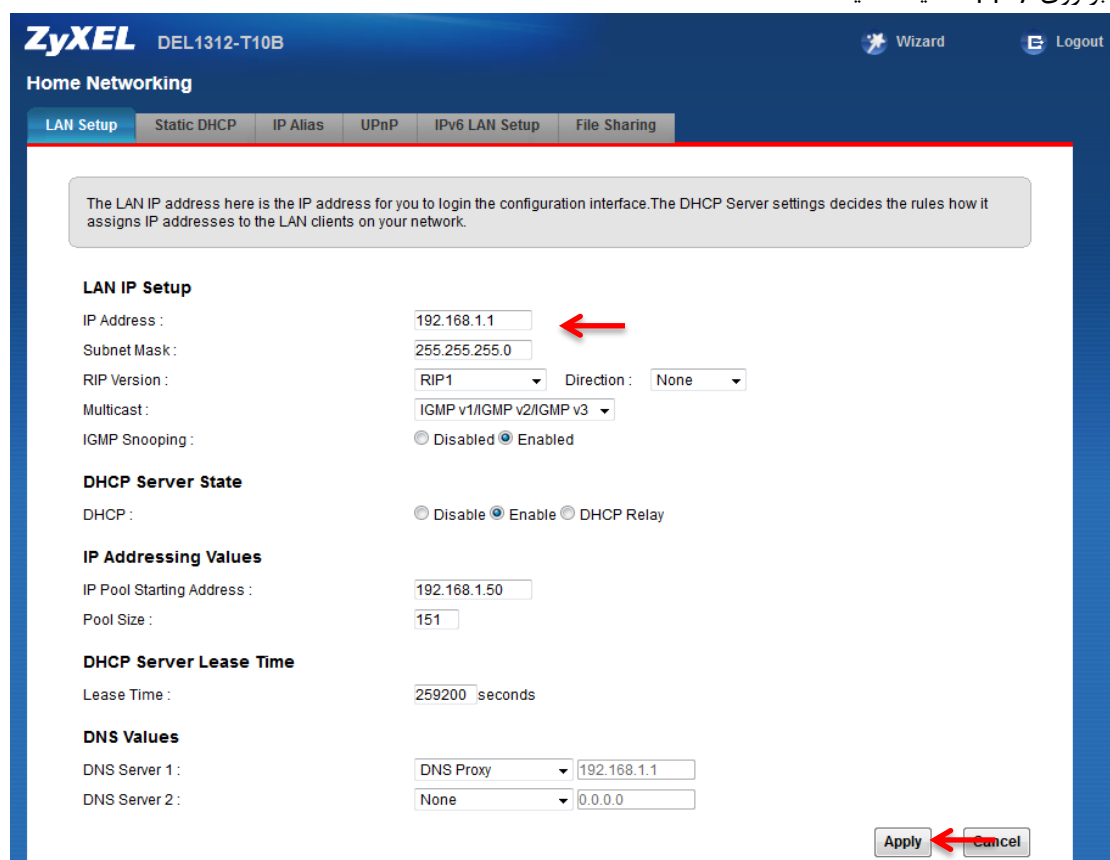 ZyXEL DEL1312-T10B Wizard Logout
Home Networking
LAN Setup Static DHCP IP Alias UPnP IPv6 LAN Setup File Sharing
The LAN IP address here is the IP address for you to login the configuration interface.The DHCP Server settings decides the rules how it
assigns IP addresses to the LAN clients on your network.
LAN IP Setup
IP Address : 192.168.1.1
Subnet Mask : 255.255.255.0
RIP Version : RIP1 Direction : None
Multicast : IGMP v1/IGMP v2/IGMP v3
IGMP Snooping : Disabled Enabled
DHCP Server State
DHCP : Disable Enable DHCP Relay
IP Addressing Values
IP Pool Starting Address : 192.168.1.50
Pool Size : 151
DHCP Server Lease Time
Lease Time : 259200 seconds
DNS Values
DNS Server 1 : DNS Proxy 192.168.1.1
DNS Server 2 : None 0.0.0.0
Apply Cancel